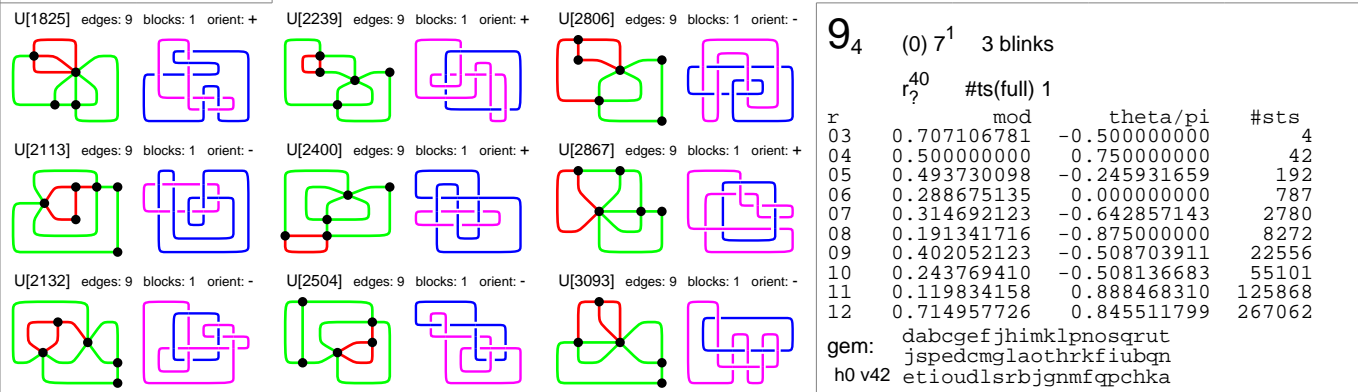 U[1825] edges: 9 blocks: 1 orient: +
U[2239] edges: 9 blocks: 1 orient: +
U[2806] edges: 9 blocks: 1 orient: -
U[2113] edges: 9 blocks: 1 orient: -
U[2400] edges: 9 blocks: 1 orient: +
U[2867] edges: 9 blocks: 1 orient: +
U[2132] edges: 9 blocks: 1 orient: -
U[2504] edges: 9 blocks: 1 orient: -
U[3093] edges: 9 blocks: 1 orient: -
9₄ (0) 7¹ 3 blinks
r?⁴⁰ #ts(full) 1
r mod theta/pi #sts
03 0.707106781 −0.500000000 4
04 0.500000000 0.750000000 42
05 0.493730098 −0.245931659 192
06 0.288675135 0.000000000 787
07 0.314692123 −0.642857143 2780
08 0.191341716 −0.875000000 8272
09 0.402052123 −0.508703911 22556
10 0.243769410 −0.508136683 55101
11 0.119834158 0.888468310 125868
12 0.714957726 0.845511799 267062
gem: dabcgefjhimklpnosqrut
jspedcmglaothrkfiubqn
h0 v42 etioudlsrbjgnmfqpchka